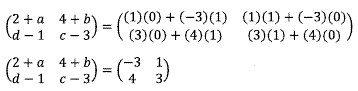 (2 + a 4 + b
d − 1 c − 3) = ((1)(0) + (−3)(1) (1)(1) + (−3)(0)
(3)(0) + (4)(1) (3)(1) + (4)(0))
(2 + a 4 + b
d − 1 c − 3) = (−3 1
4 3)